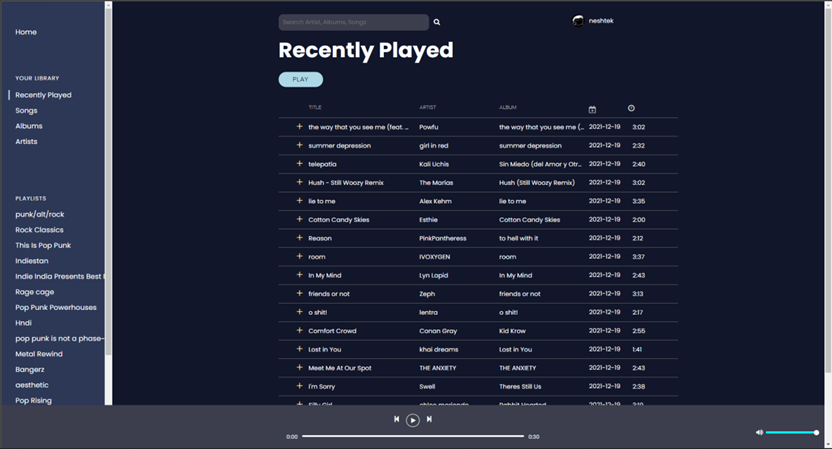 Home
YOUR LIBRARY
Recently Played
Songs
Albums
Artists
PLAYLISTS
punk/alt/rock
Rock Classics
This Is Pop Punk
Indiestan
Indie India Presents Best
Rage cage
Pop Punk Powerhouses
Hndi
pop punk is not a phase-
Metal Rewind
Bangerz
aesthetic
Pop Rising
Search Artist, Albums, Songs
neshtek
Recently Played
PLAY
TITLE ARTIST ALBUM
the way that you see me (feat. ... Powfu the way that you see me (... 2021-12-19 3:02
summer depression girl in red summer depression 2021-12-19 2:32
telepatía Kali Uchis Sin Miedo (del Amor y Otr... 2021-12-19 2:40
Hush - Still Woozy Remix The Marías Hush (Still Woozy Remix) 2021-12-19 3:02
lie to me Alex Kehm lie to me 2021-12-19 3:35
Cotton Candy Skies Esthie Cotton Candy Skies 2021-12-19 2:00
Reason PinkPantheress to hell with it 2021-12-19 2:12
room IVOXYGEN room 2021-12-19 3:37
In My Mind Lyn Lapid In My Mind 2021-12-19 2:43
friends or not Zeph friends or not 2021-12-19 3:13
o shit! lentra o shit! 2021-12-19 2:17
Comfort Crowd Conan Gray Kid Krow 2021-12-19 2:55
Lost in You khai dreams Lost in You 2021-12-19 1:41
Meet Me At Our Spot THE ANXIETY THE ANXIETY 2021-12-19 2:43
I'm Sorry Swell Theres Still Us 2021-12-19 2:38
0:00 0:30